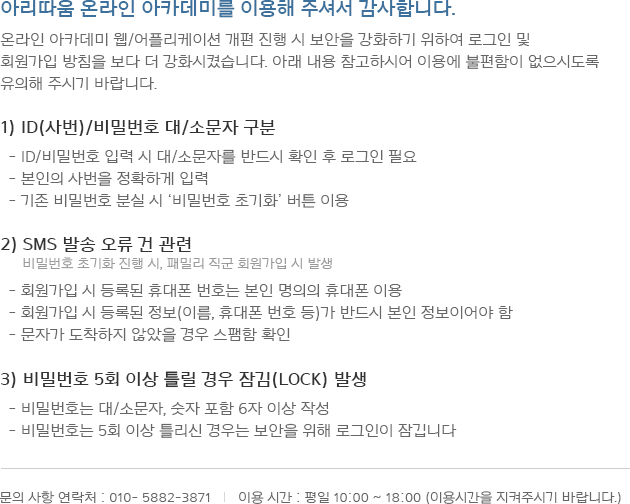 아리따움 온라인 아카데미를 이용해 주셔서 감사합니다.
온라인 아카데미 웹/어플리케이션 개편 진행 시 보안을 강화하기 위하여 로그인 및
회원가입 방침을 보다 더 강화시켰습니다. 아래 내용 참고하시어 이용에 불편함이 없으시도록
유의해 주시기 바랍니다.
1) ID(사번)/비밀번호 대/소문자 구분
- ID/비밀번호 입력 시 대/소문자를 반드시 확인 후 로그인 필요
- 본인의 사번을 정확하게 입력
- 기존 비밀번호 분실 시 ‘비밀번호 초기화’ 버튼 이용
2) SMS 발송 오류 건 관련
비밀번호 초기화 진행 시, 패밀리 직군 회원가입 시 발생
- 회원가입 시 등록된 휴대폰 번호는 본인 명의의 휴대폰 이용
- 회원가입 시 등록된 정보(이름, 휴대폰 번호 등)가 반드시 본인 정보이어야 함
- 문자가 도착하지 않았을 경우 스팸함 확인
3) 비밀번호 5회 이상 틀릴 경우 잠김(LOCK) 발생
- 비밀번호는 대/소문자, 숫자 포함 6자 이상 작성
- 비밀번호는 5회 이상 틀리신 경우는 보안을 위해 로그인이 잠깁니다
문의 사항 연락처 : 010- 5882-3871 | 이용 시간 : 평일 10:00 ~ 18:00 (이용시간을 지켜주시기 바랍니다.)